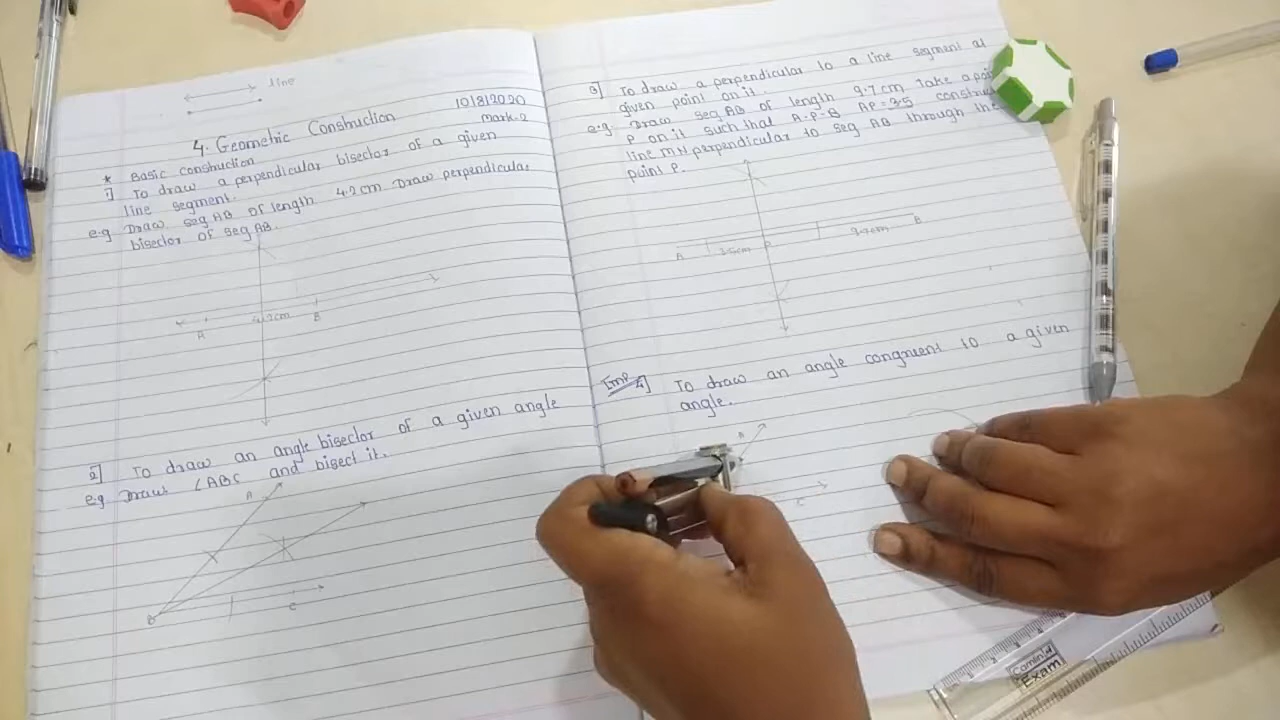 line
10/8/2020
Mark-2
4. Geometric Construction
* Basic construction
1] To draw a perpendicular bisector of a given
line segment.
e.g Draw seg AB of length 4.2 cm Draw perpendicular
bisector of seg AB.
A 4.2cm B
2] To draw an angle bisector of a given angle
e.g Draw ∠ABC and bisect it.
A
B
C
3] To draw a perpendicular to a line segment at
given point on it.
e.g. Draw seg AB of length 9.7cm Take a poin
P on it such that A-P-B AP=3.5 constru
line MN perpendicular to seg AB through the
point P.
A 3.5cm P 9.7cm B
Imp 4] To draw an angle congruent to a given
angle.
A
C
Camlin
Exam